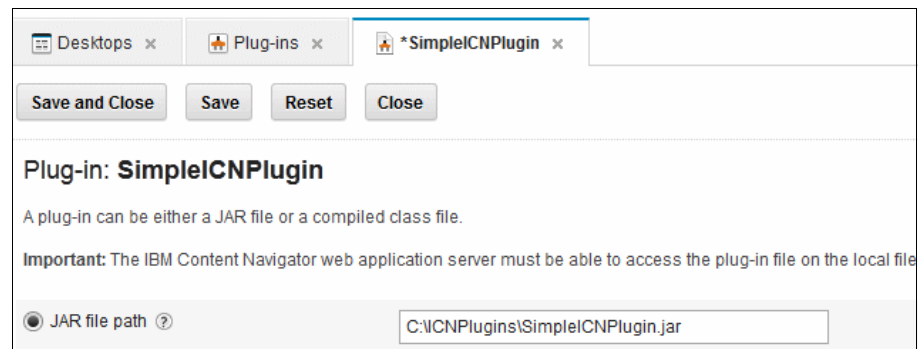 Desktops Plug-ins *SimpleICNPlugin
Save and Close Save Reset Close
Plug-in: SimpleICNPlugin
A plug-in can be either a JAR file or a compiled class file.
Important: The IBM Content Navigator web application server must be able to access the plug-in file on the local file
JAR file path ? C:\ICNPlugins\SimpleICNPlugin.jar